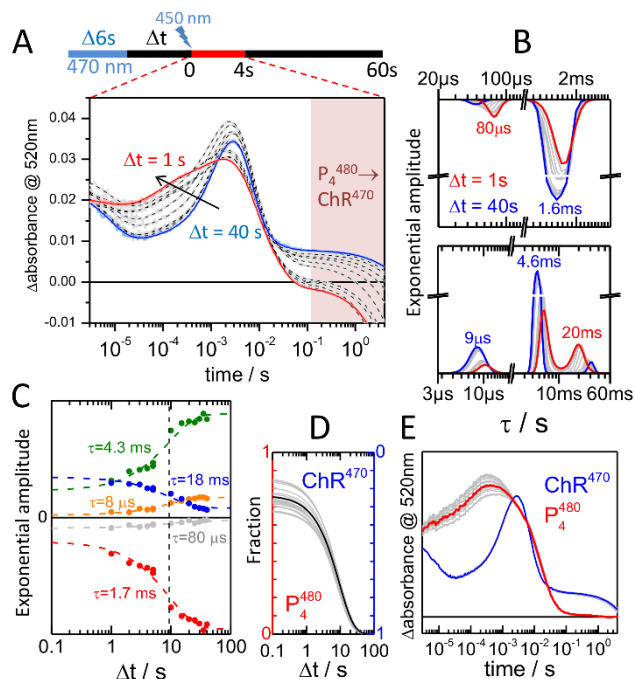 A
450 nm
Δ6s
Δt
470 nm
0
4s
60s
Δabsorbance @ 520nm
0.04
0.03
0.02
0.01
0.00
-0.01
Δt = 1 s
Δt = 40 s
P₄⁴⁸⁰→
ChR⁴⁷⁰
10⁻⁵
10⁻⁴
10⁻³
10⁻²
10⁻¹
10⁰
time / s
B
20μs
100μs
2ms
80μs
Δt = 1s
Δt = 40s
1.6ms
Exponential amplitude
4.6ms
9μs
20ms
3μs
10μs
10ms
60ms
τ / s
C
Exponential amplitude
0
τ=4.3 ms
τ=18 ms
τ=8 μs
τ=80 μs
τ=1.7 ms
0.1
1
10
100
Δt / s
D
1
0
Fraction
ChR⁴⁷⁰
P₄⁴⁸⁰
0
1
0.1
1
10
100
Δt / s
E
Δabsorbance @ 520nm
ChR⁴⁷⁰
P₄⁴⁸⁰
10⁻⁵
10⁻⁴
10⁻³
10⁻²
10⁻¹
10⁰
time / s